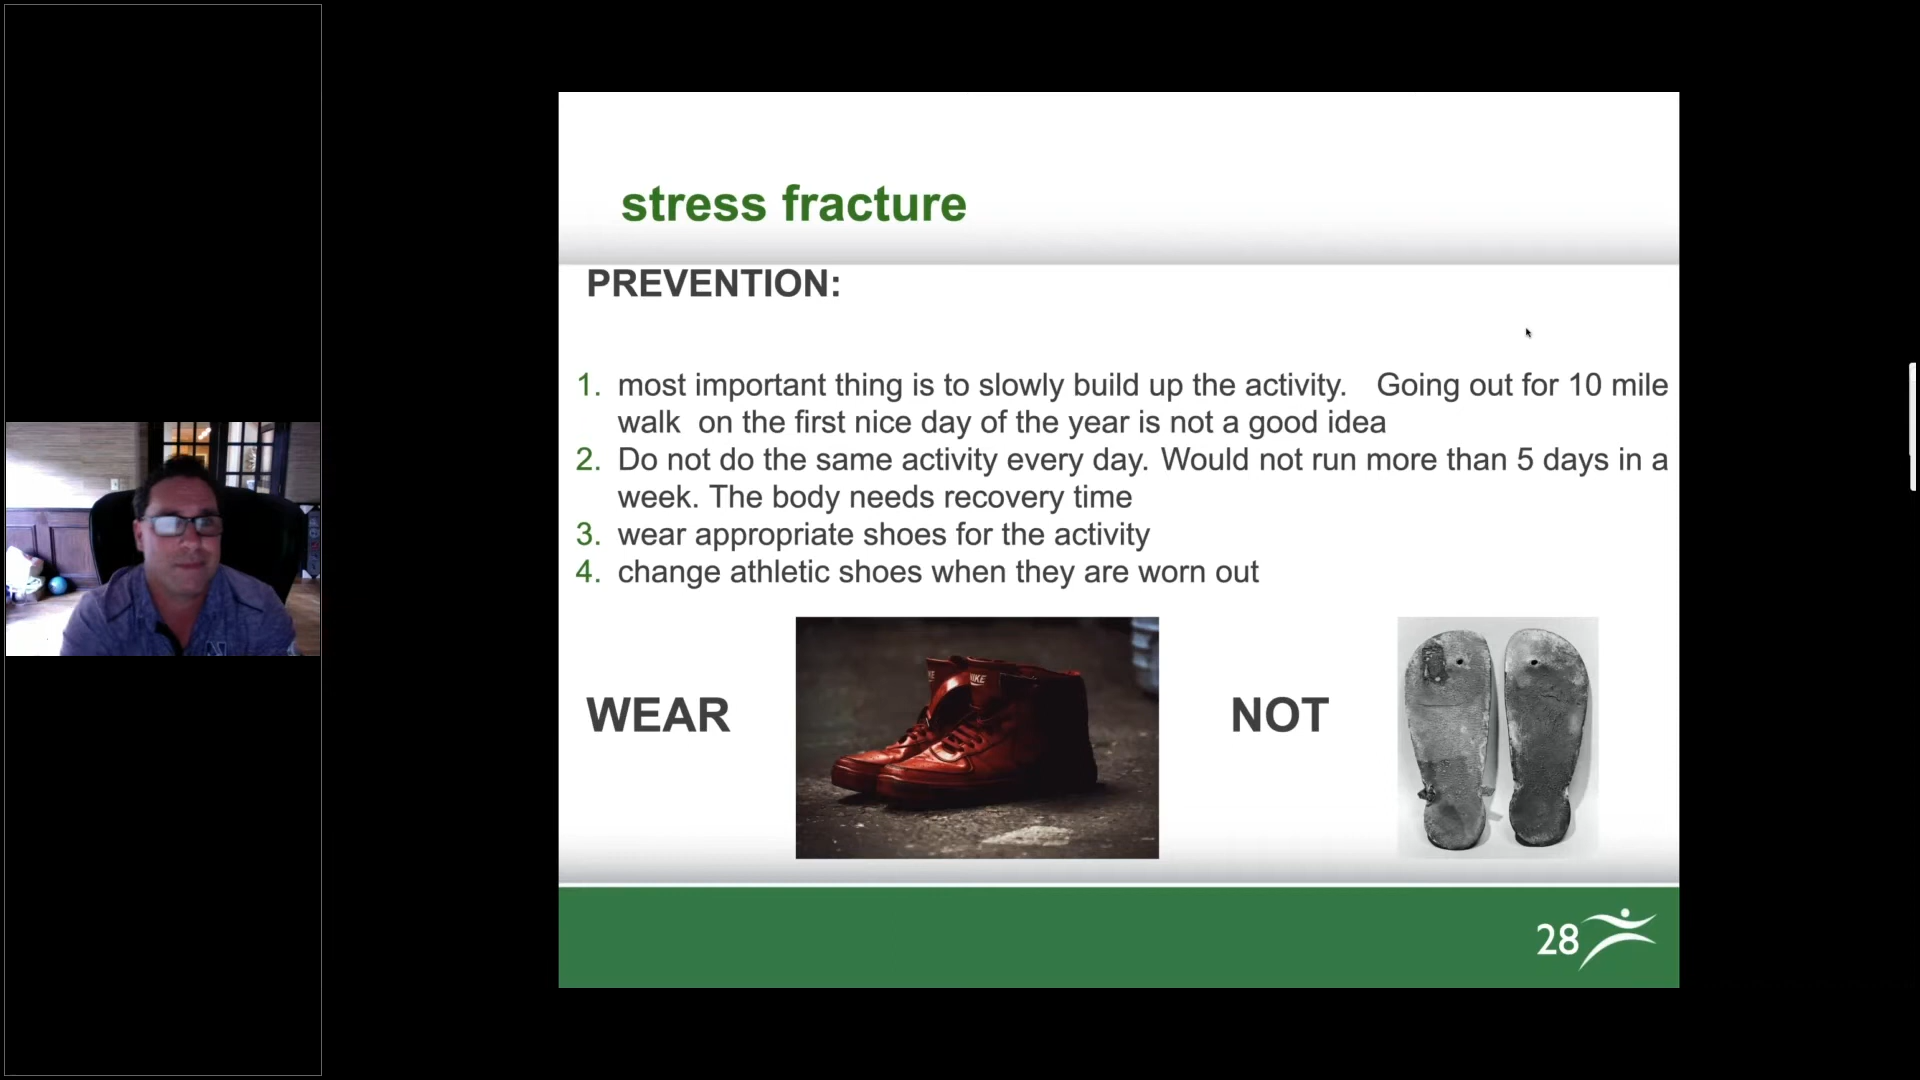 stress fracture
PREVENTION:
1. most important thing is to slowly build up the activity. Going out for 10 mile
walk on the first nice day of the year is not a good idea
2. Do not do the same activity every day. Would not run more than 5 days in a
week. The body needs recovery time
3. wear appropriate shoes for the activity
4. change athletic shoes when they are worn out
WEAR
NIKE
NOT
28